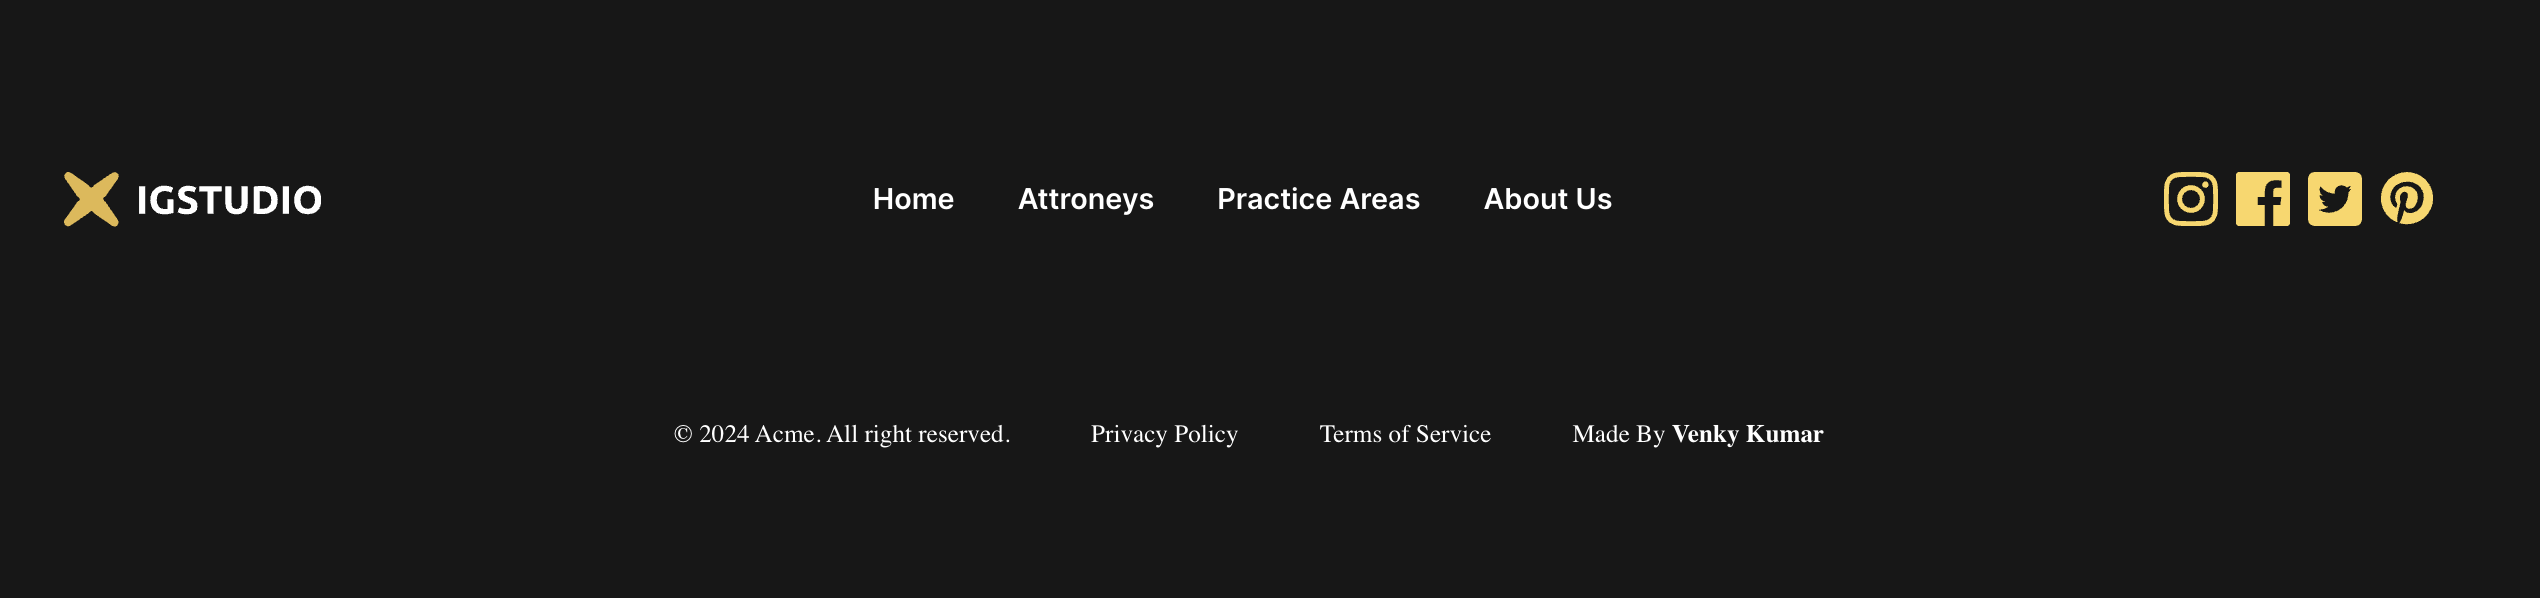 IGSTUDIO
Home Attroneys Practice Areas About Us
© 2024 Acme. All right reserved. Privacy Policy Terms of Service Made By Venky Kumar